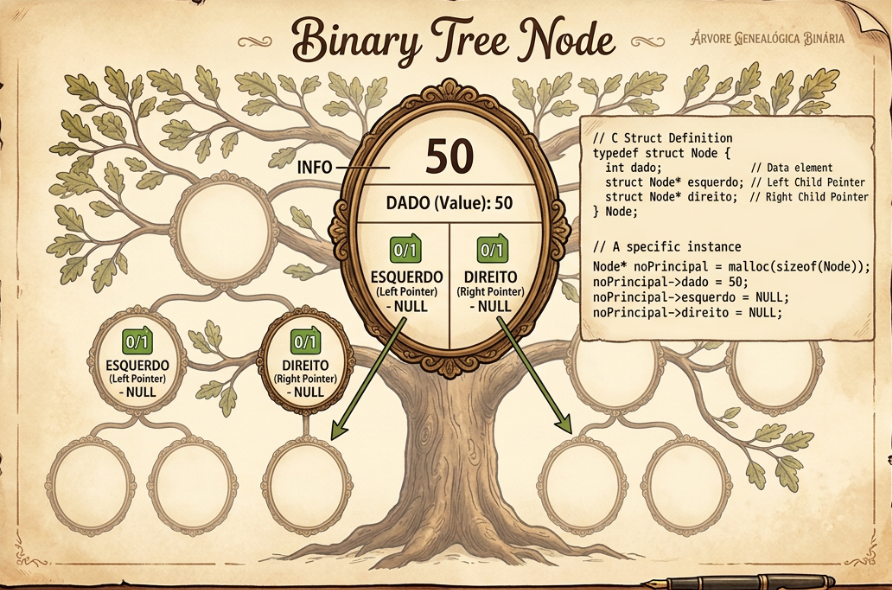 Binary Tree Node
Árvore Genealógica Binária
INFO
50
DADO (Value): 50
0/1
ESQUERDO
(Left Pointer)
- NULL
0/1
DIREITO
(Right Pointer)
- NULL
// C Struct Definition
typedef struct Node {
int dado; // Data element
struct Node* esquerdo; // Left Child Pointer
struct Node* direito; // Right Child Pointer
} Node;
// A specific instance
Node* noPrincipal = malloc(sizeof(Node));
noPrincipal->dado = 50;
noPrincipal->esquerdo = NULL;
noPrincipal->direito = NULL;
0/1
ESQUERDO
(Left Pointer)
- NULL
0/1
DIREITO
(Right Pointer)
- NULL